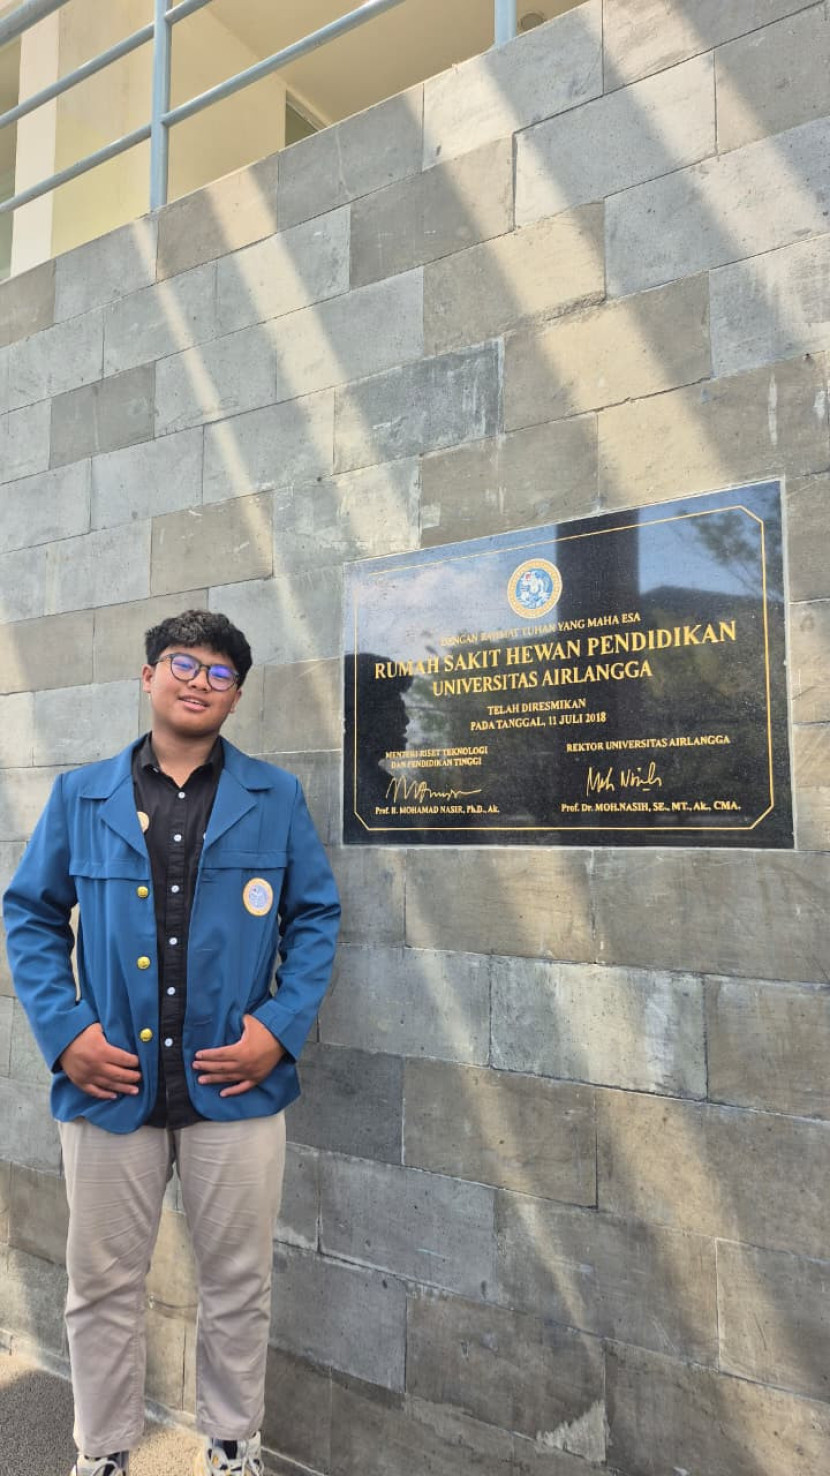 DENGAN RAHMAT TUHAN YANG MAHA ESA
RUMAH SAKIT HEWAN PENDIDIKAN
UNIVERSITAS AIRLANGGA
TELAH DIRESMIKAN
PADA TANGGAL, 11 JULI 2018
MENTERI RISET TEKNOLOGI
DAN PENDIDIKAN TINGGI
Prof. H. MOHAMAD NASIR, Ph.D., Ak.
REKTOR UNIVERSITAS AIRLANGGA
Moh Nasih
Prof. Dr. MOH.NASIH, SE., MT., Ak., CMA.